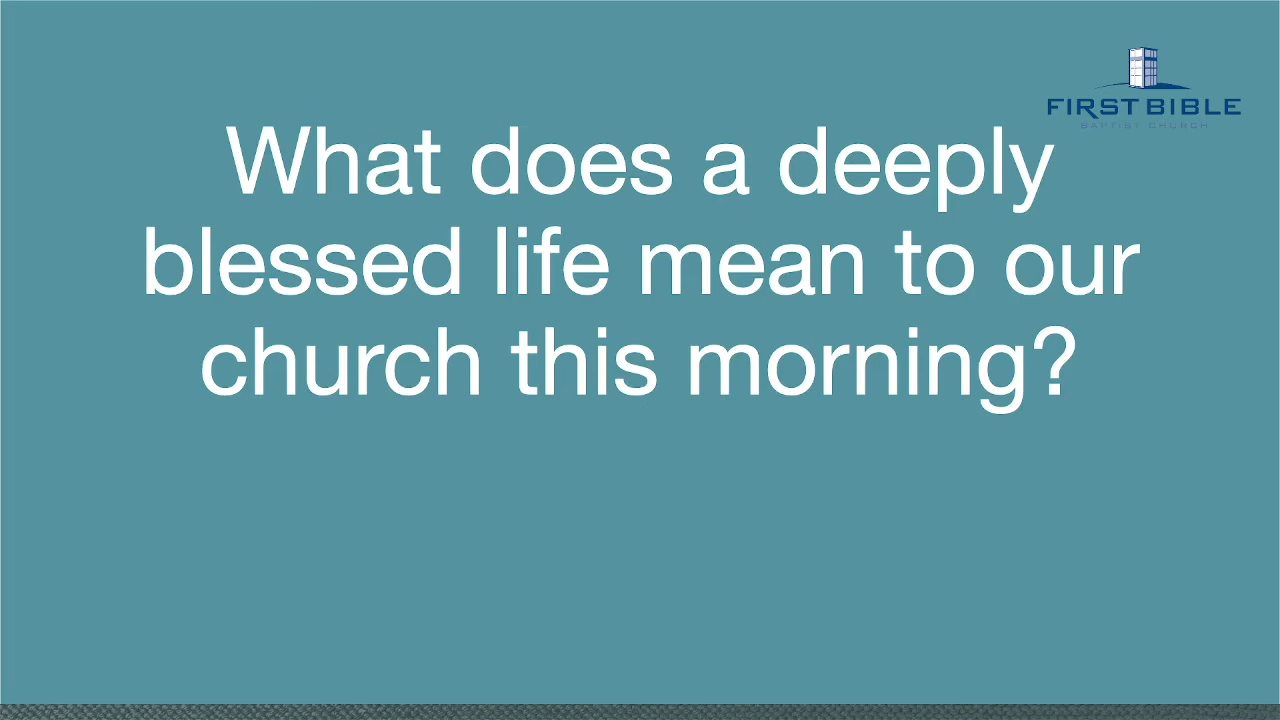 FIRST BIBLE
BAPTIST CHURCH
What does a deeply
blessed life mean to our
church this morning?